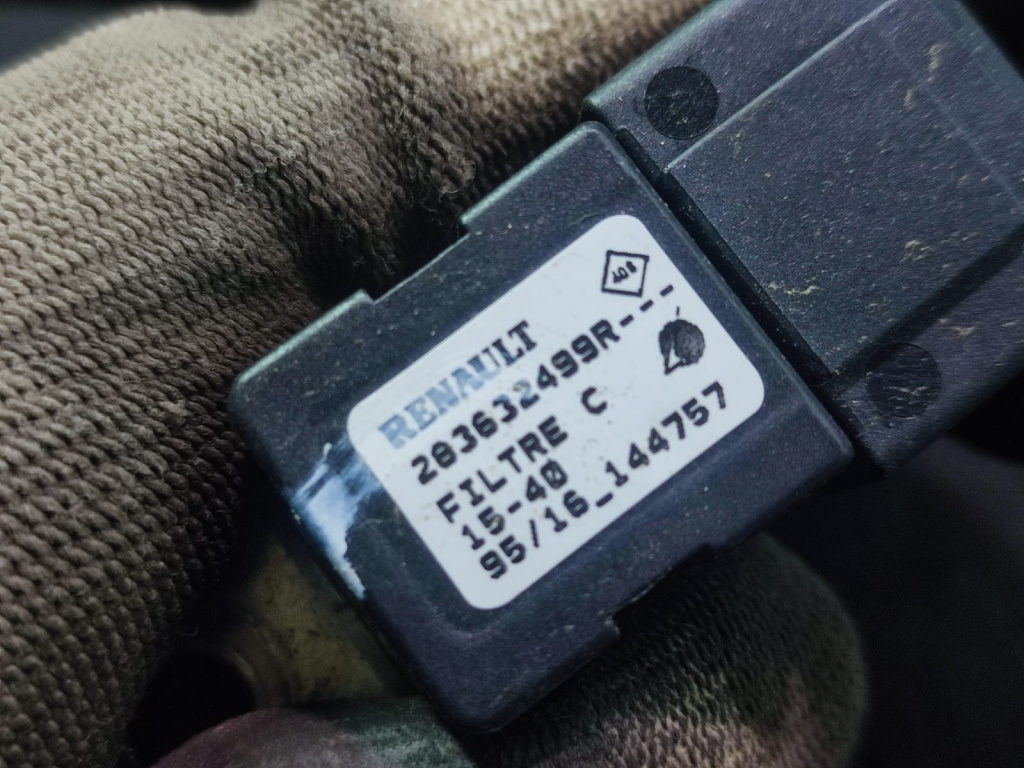 RENAULT
283632499R---
FILTRE C
15-40
95/16_144757